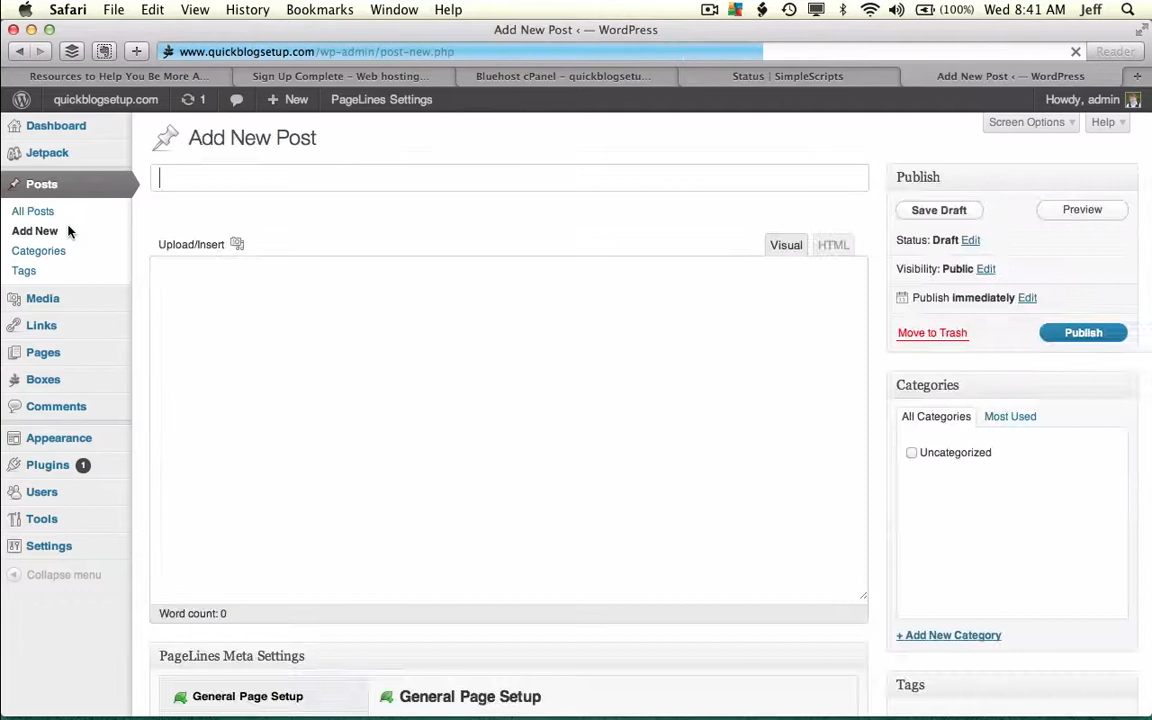 Safari File Edit View History Bookmarks Window Help (100%) Wed 8:41 AM Jeff
Add New Post ‹ — WordPress
www.quickblogsetup.com/wp-admin/post-new.php Reader
Resources to Help You Be More A... Sign Up Complete – Web hosting... Bluehost cPanel – quickblogsetu... Status | SimpleScripts Add New Post ‹ — WordPress
quickblogsetup.com 1 + New PageLines Settings Howdy, admin
Screen Options Help
Dashboard
Jetpack
Posts
All Posts
Add New
Categories
Tags
Media
Links
Pages
Boxes
Comments
Appearance
Plugins 1
Users
Tools
Settings
Collapse menu
Add New Post
Upload/Insert Visual HTML
Word count: 0
PageLines Meta Settings
General Page Setup General Page Setup
Publish
Save Draft Preview
Status: Draft Edit
Visibility: Public Edit
Publish immediately Edit
Move to Trash Publish
Categories
All Categories Most Used
Uncategorized
+ Add New Category
Tags